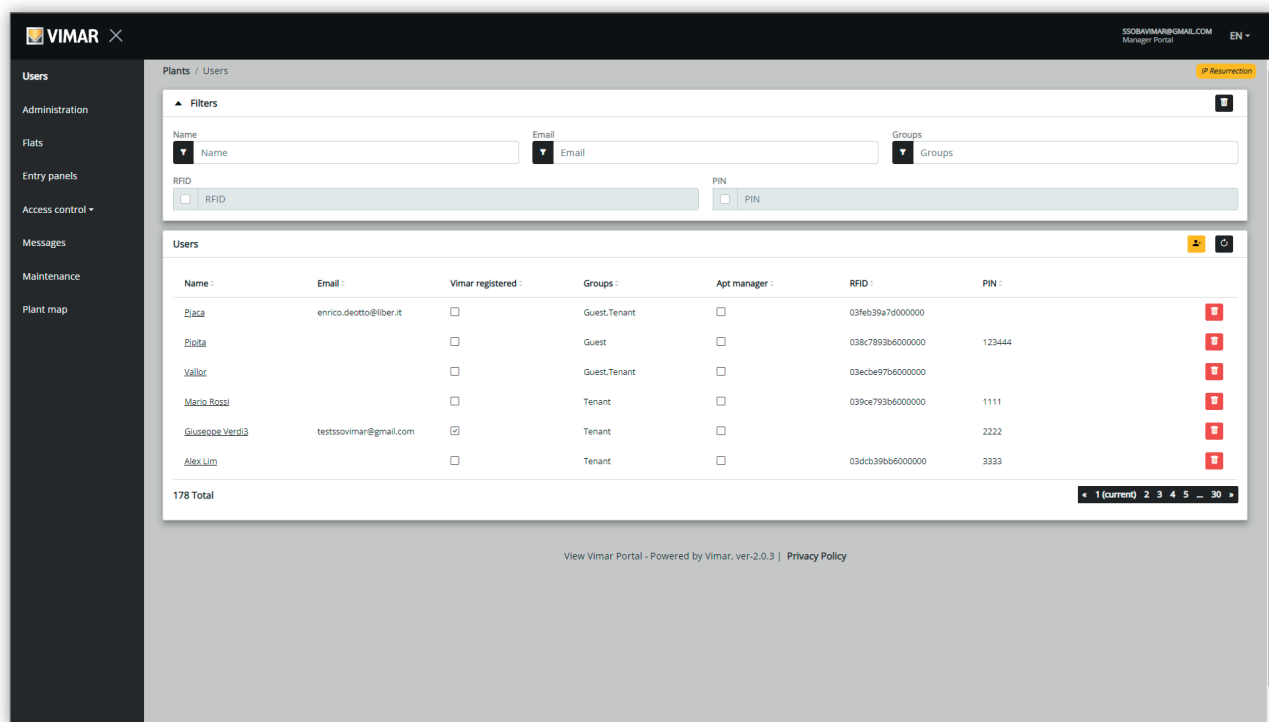 VIMAR
SSOBAVIMAR@GMAIL.COM
Manager Portal
EN
Users
Administration
Flats
Entry panels
Access control
Messages
Maintenance
Plant map
Plants / Users
IP Resurrection
Filters
Name
Name
Email
Email
Groups
Groups
RFID
RFID
PIN
PIN
Users
Name Email Vimar registered Groups Apt manager RFID PIN
Pjaca enrico.deotto@liber.it Guest,Tenant 03feb39a7d000000
Pipita Guest 038c7893b6000000 123444
Vallor Guest,Tenant 03ecbe97b6000000
Mario Rossi Tenant 039ce793b6000000 1111
Giuseppe Verdi3 testssovimar@gmail.com Tenant 2222
Alex Lim Tenant 03dcb39bb6000000 3333
178 Total
« 1 (current) 2 3 4 5 ... 30 »
View Vimar Portal - Powered by Vimar, ver-2.0.3 | Privacy Policy